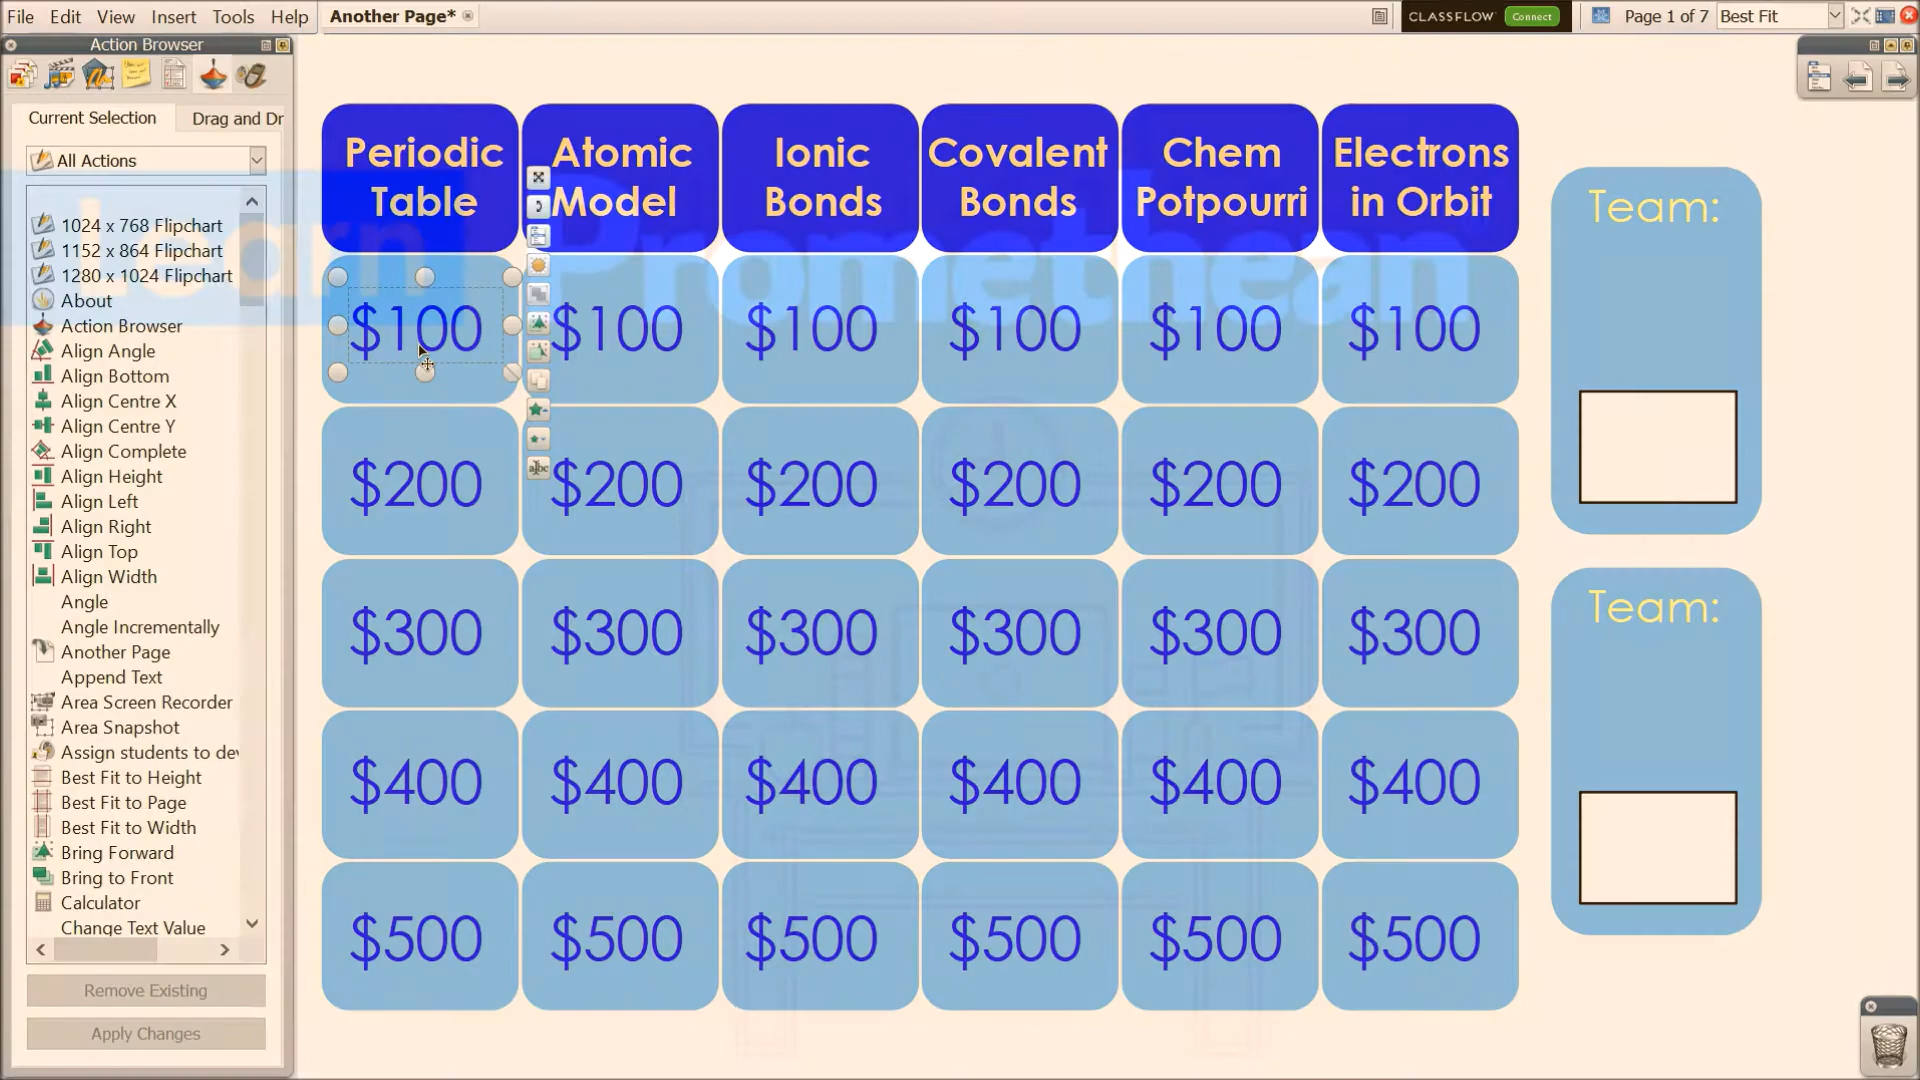 File Edit View Insert Tools Help
Another Page*
CLASSFLOW Connect
Page 1 of 7 Best Fit
Action Browser
Current Selection Drag and Dr
All Actions
1024 x 768 Flipchart
1152 x 864 Flipchart
1280 x 1024 Flipchart
About
Action Browser
Align Angle
Align Bottom
Align Centre X
Align Centre Y
Align Complete
Align Height
Align Left
Align Right
Align Top
Align Width
Angle
Angle Incrementally
Another Page
Append Text
Area Screen Recorder
Area Snapshot
Assign students to dev
Best Fit to Height
Best Fit to Page
Best Fit to Width
Bring Forward
Bring to Front
Calculator
Change Text Value
Remove Existing
Apply Changes
Learn Promethean
Periodic Table
Atomic Model
Ionic Bonds
Covalent Bonds
Chem Potpourri
Electrons in Orbit
$100 $100 $100 $100 $100 $100
$200 $200 $200 $200 $200 $200
$300 $300 $300 $300 $300 $300
$400 $400 $400 $400 $400 $400
$500 $500 $500 $500 $500 $500
Team:
Team: